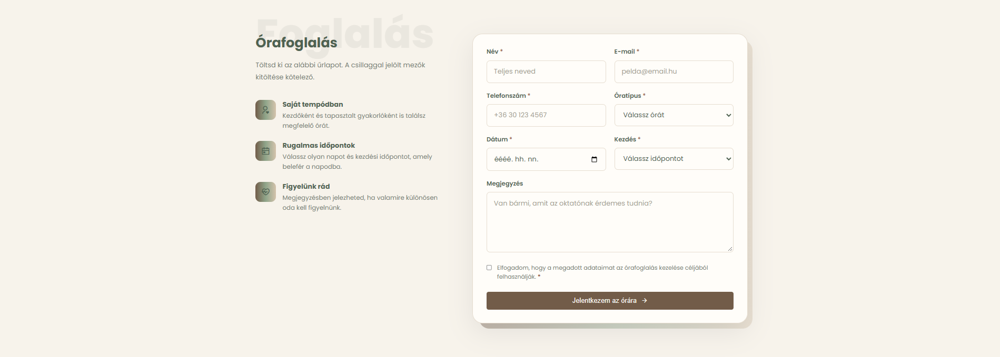 Foglalás
Órafoglalás
Töltsd ki az alábbi űrlapot. A csillaggal jelölt mezők
kitöltése kötelező.
Saját tempódban
Kezdőként és tapasztalt gyakorlóként is találsz
megfelelő órát.
Rugalmas időpontok
Válassz olyan napot és kezdési időpontot, amely
belefér a napodba.
Figyelünk rád
Megjegyzésben jelezheted, ha valamire különösen
oda kell figyelnünk.
Név *
E-mail *
Teljes neved
pelda@email.hu
Telefonszám *
Óratípus *
+36 30 123 4567
Válassz órát
Dátum *
Kezdés *
éééé. hh. nn.
Válassz időpontot
Megjegyzés
Van bármi, amit az oktatónak érdemes tudnia?
Elfogadom, hogy a megadott adataimat az órafoglalás kezelése céljából
felhasználják. *
Jelentkezem az órára →